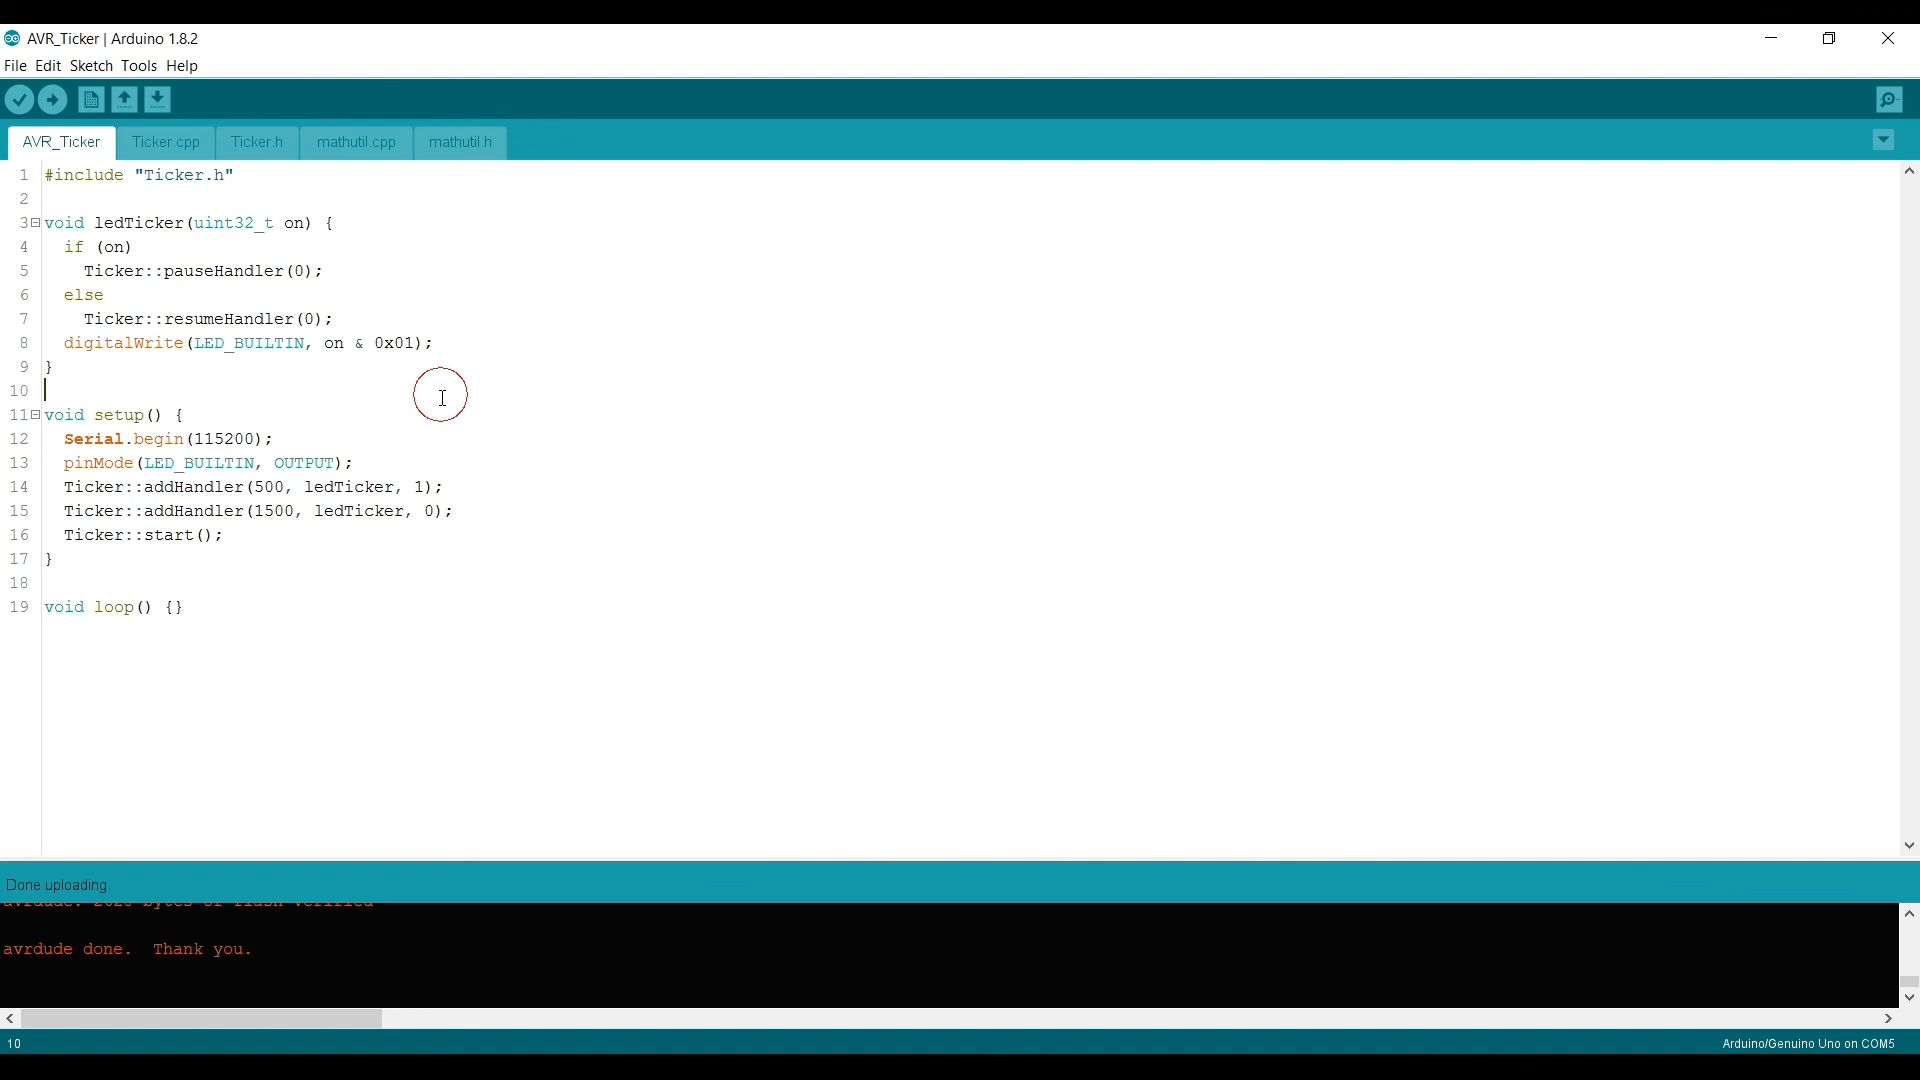 AVR_Ticker | Arduino 1.8.2
File Edit Sketch Tools Help
AVR_Ticker Ticker.cpp Ticker.h mathutil.cpp mathutil.h
1 #include "Ticker.h"
2
3 void ledTicker(uint32_t on) {
4 if (on)
5 Ticker::pauseHandler(0);
6 else
7 Ticker::resumeHandler(0);
8 digitalWrite(LED_BUILTIN, on & 0x01);
9 }
10
11 void setup() {
12 Serial.begin(115200);
13 pinMode(LED_BUILTIN, OUTPUT);
14 Ticker::addHandler(500, ledTicker, 1);
15 Ticker::addHandler(1500, ledTicker, 0);
16 Ticker::start();
17 }
18
19 void loop() {}
Done uploading.
avrdude: 2020 bytes of flash verified
avrdude done. Thank you.
10 Arduino/Genuino Uno on COM5